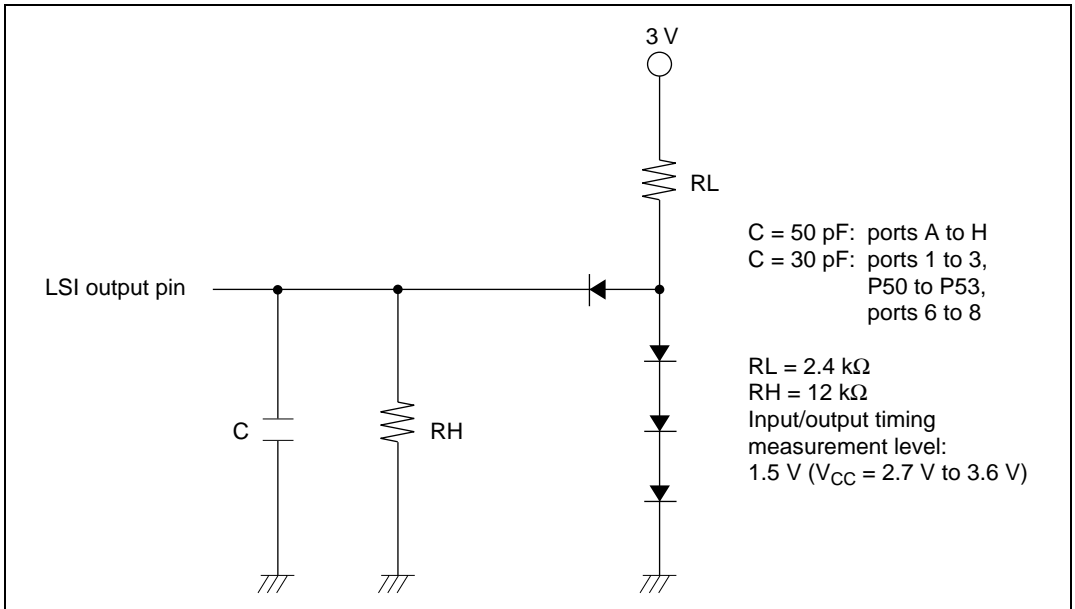 3 V
RL
C = 50 pF: ports A to H
C = 30 pF: ports 1 to 3,
P50 to P53,
ports 6 to 8
LSI output pin
RL = 2.4 kΩ
RH = 12 kΩ
Input/output timing
measurement level:
1.5 V (VCC = 2.7 V to 3.6 V)
C
RH